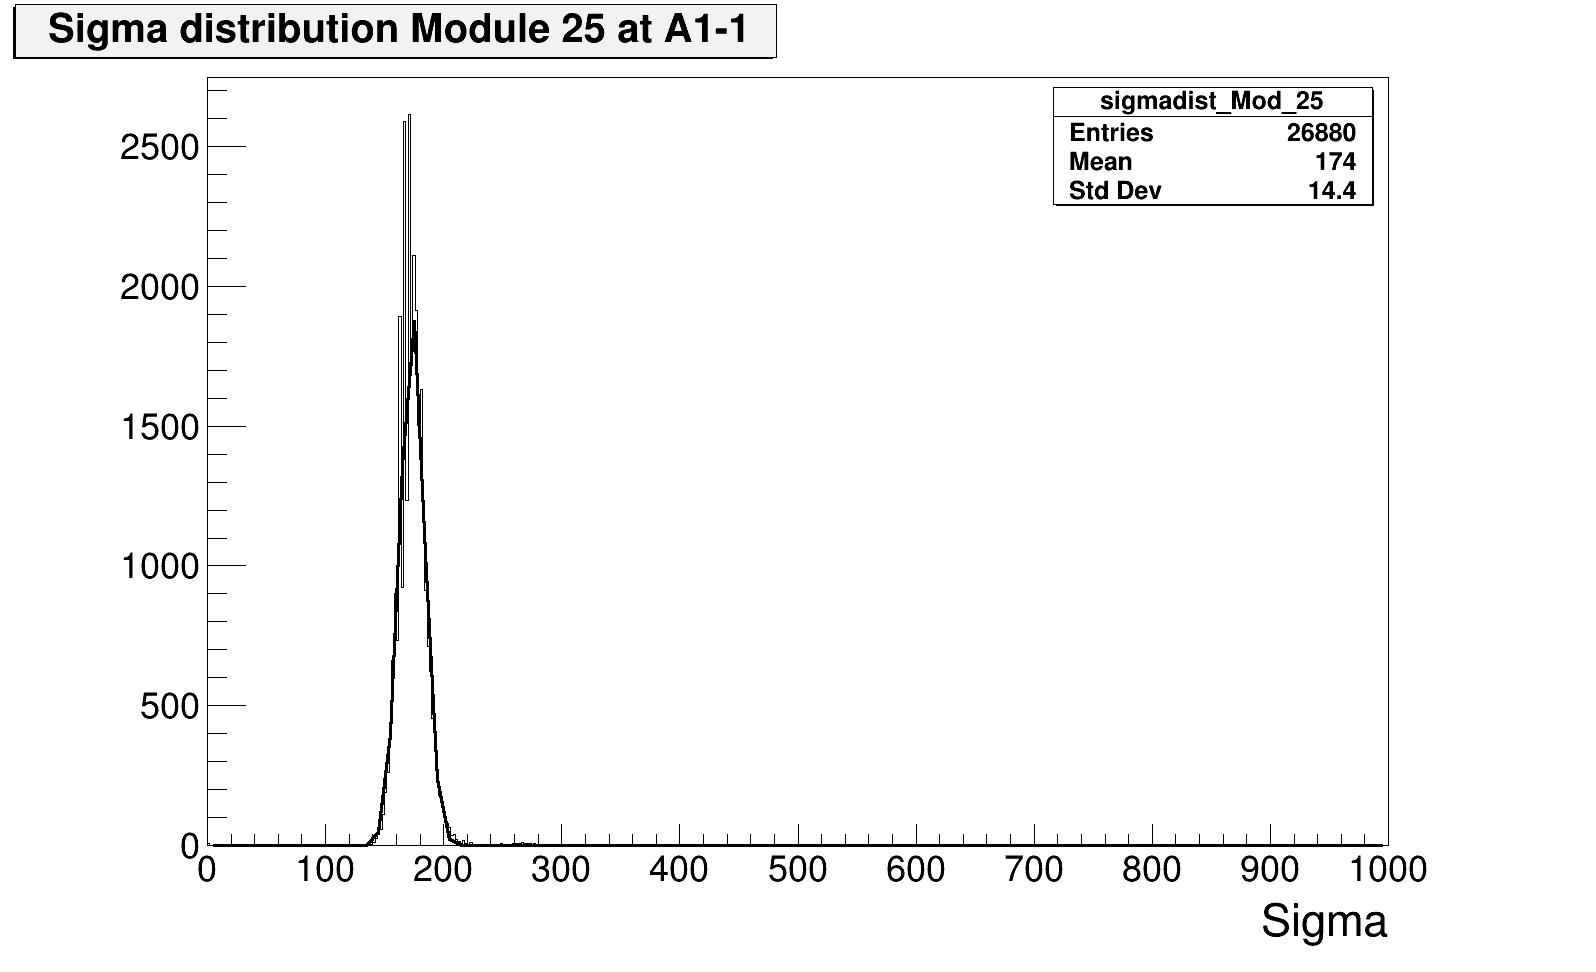 Sigma distribution Module 25 at A1-1
sigmadist_Mod_25
Entries 26880
Mean 174
Std Dev 14.4
2500
2000
1500
1000
500
0
0 100 200 300 400 500 600 700 800 900 1000
Sigma